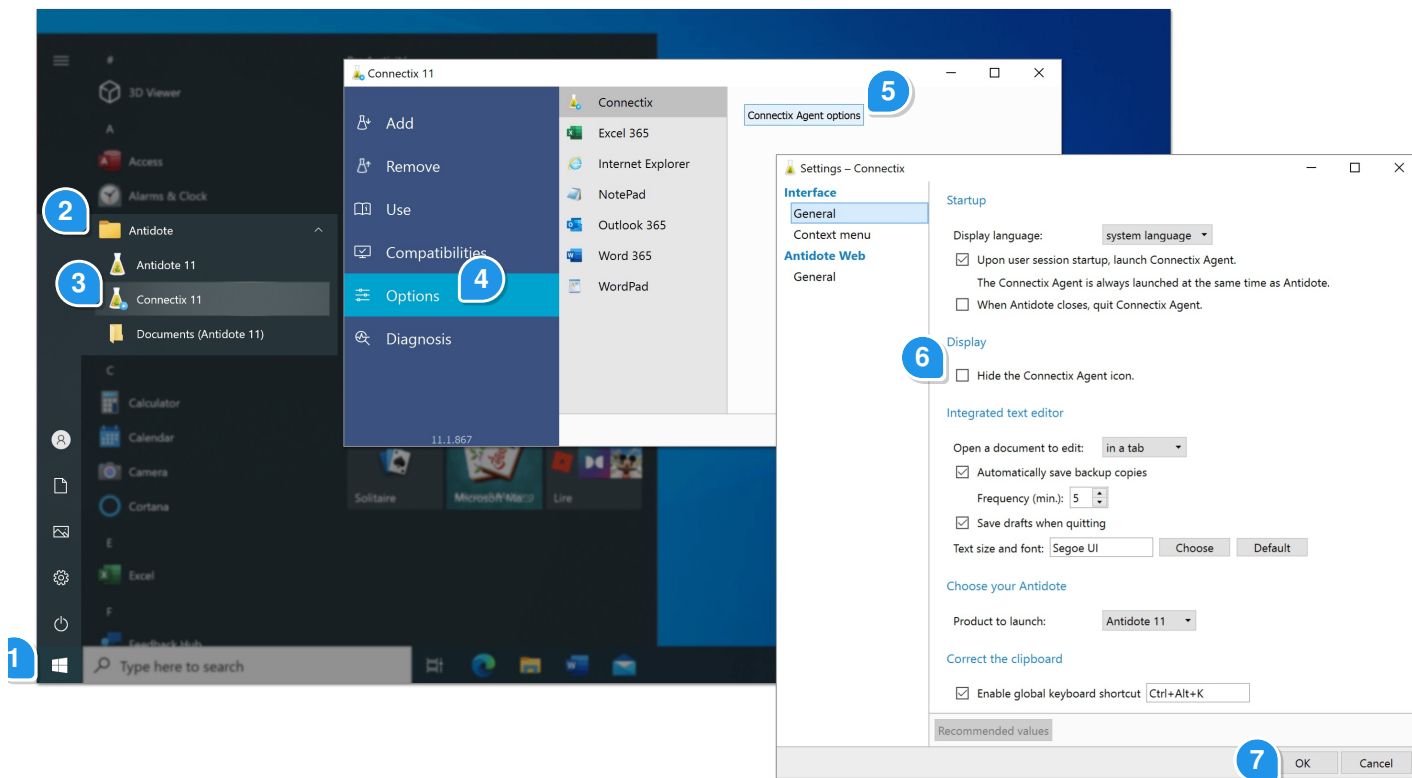 #
3D Viewer
A
Access
Alarms & Clock
2
Antidote
Antidote 11
3
Connectix 11
Documents (Antidote 11)
C
Calculator
Calendar
Camera
Cortana
E
Excel
F
Feedback Hub
1
Type here to search
Solitaire
Lire
Connectix 11
Add
Remove
Use
Compatibilities
4
Options
Diagnosis
11.1.867
Connectix
Excel 365
Internet Explorer
NotePad
Outlook 365
Word 365
WordPad
5
Connectix Agent options
Settings – Connectix
Interface
General
Context menu
Antidote Web
General
Startup
Display language: system language
Upon user session startup, launch Connectix Agent.
The Connectix Agent is always launched at the same time as Antidote.
When Antidote closes, quit Connectix Agent.
Display
6
Hide the Connectix Agent icon.
Integrated text editor
Open a document to edit: in a tab
Automatically save backup copies
Frequency (min.): 5
Save drafts when quitting
Text size and font: Segoe UI Choose Default
Choose your Antidote
Product to launch: Antidote 11
Correct the clipboard
Enable global keyboard shortcut Ctrl+Alt+K
Recommended values
7
OK Cancel